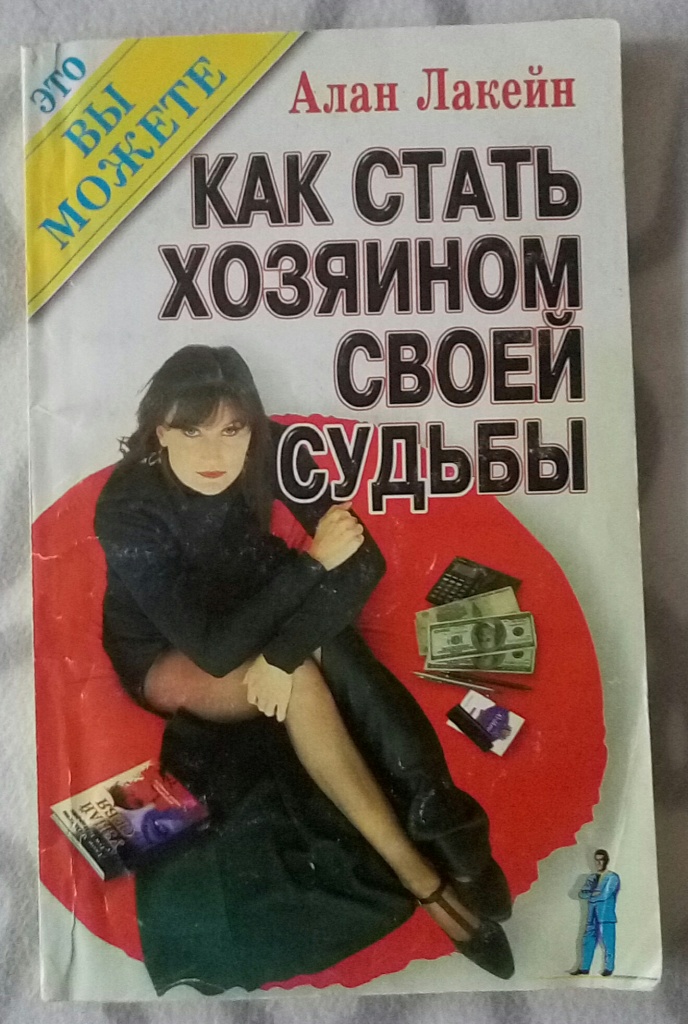 ЭТО
ВЫ
МОЖЕТЕ
Алан Лакейн
КАК СТАТЬ
ХОЗЯИНОМ
СВОЕЙ
СУДЬБЫ